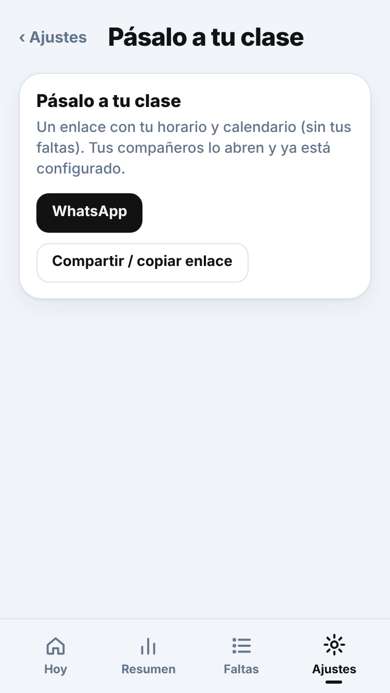 ‹ Ajustes Pásalo a tu clase
Pásalo a tu clase
Un enlace con tu horario y calendario (sin tus
faltas). Tus compañeros lo abren y ya está
configurado.
WhatsApp
Compartir / copiar enlace
Hoy Resumen Faltas Ajustes